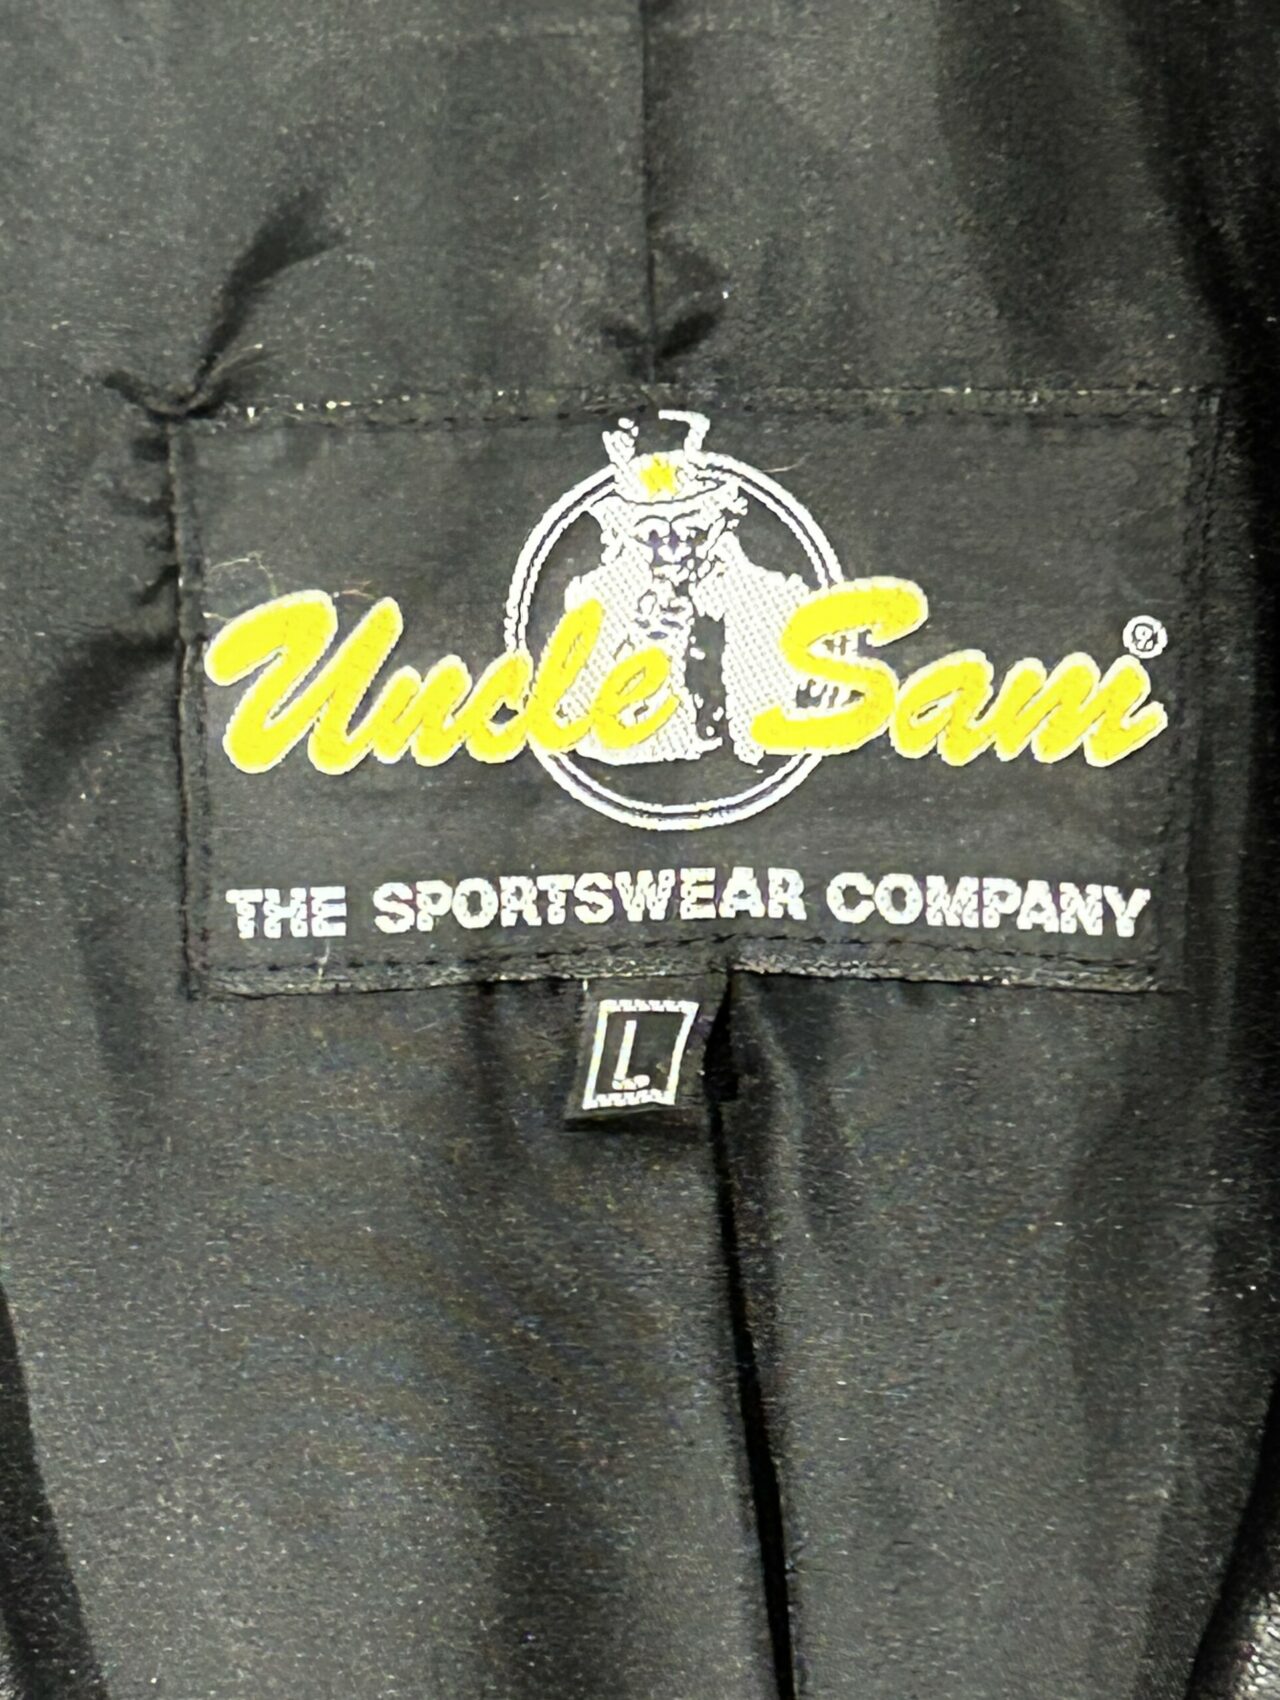 Uncle Sam®
THE SPORTSWEAR COMPANY
L